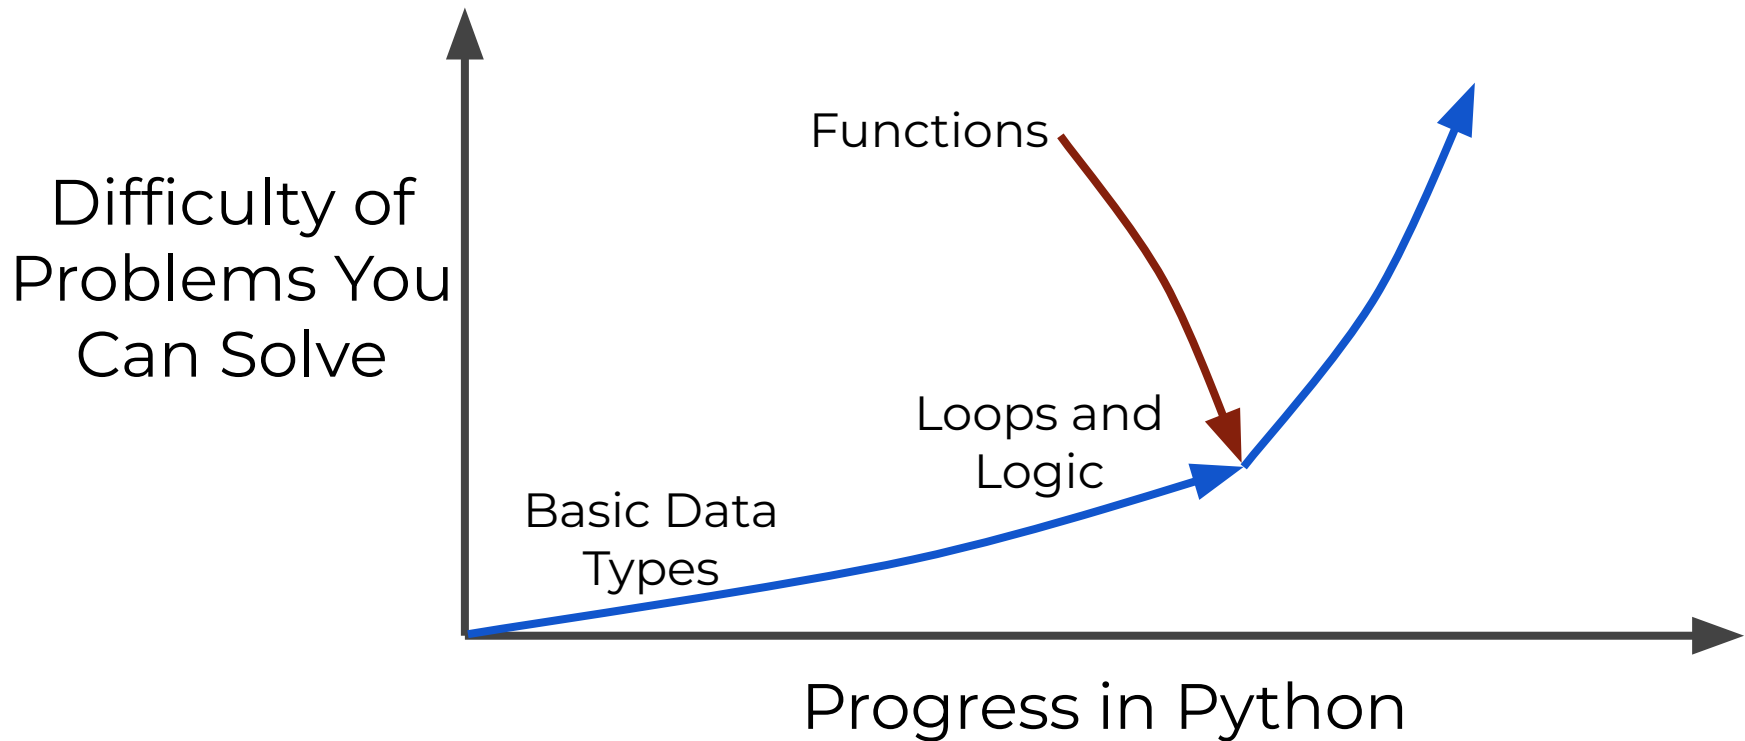 Functions
Difficulty of
Problems You
Can Solve
Loops and
Logic
Basic Data
Types
Progress in Python